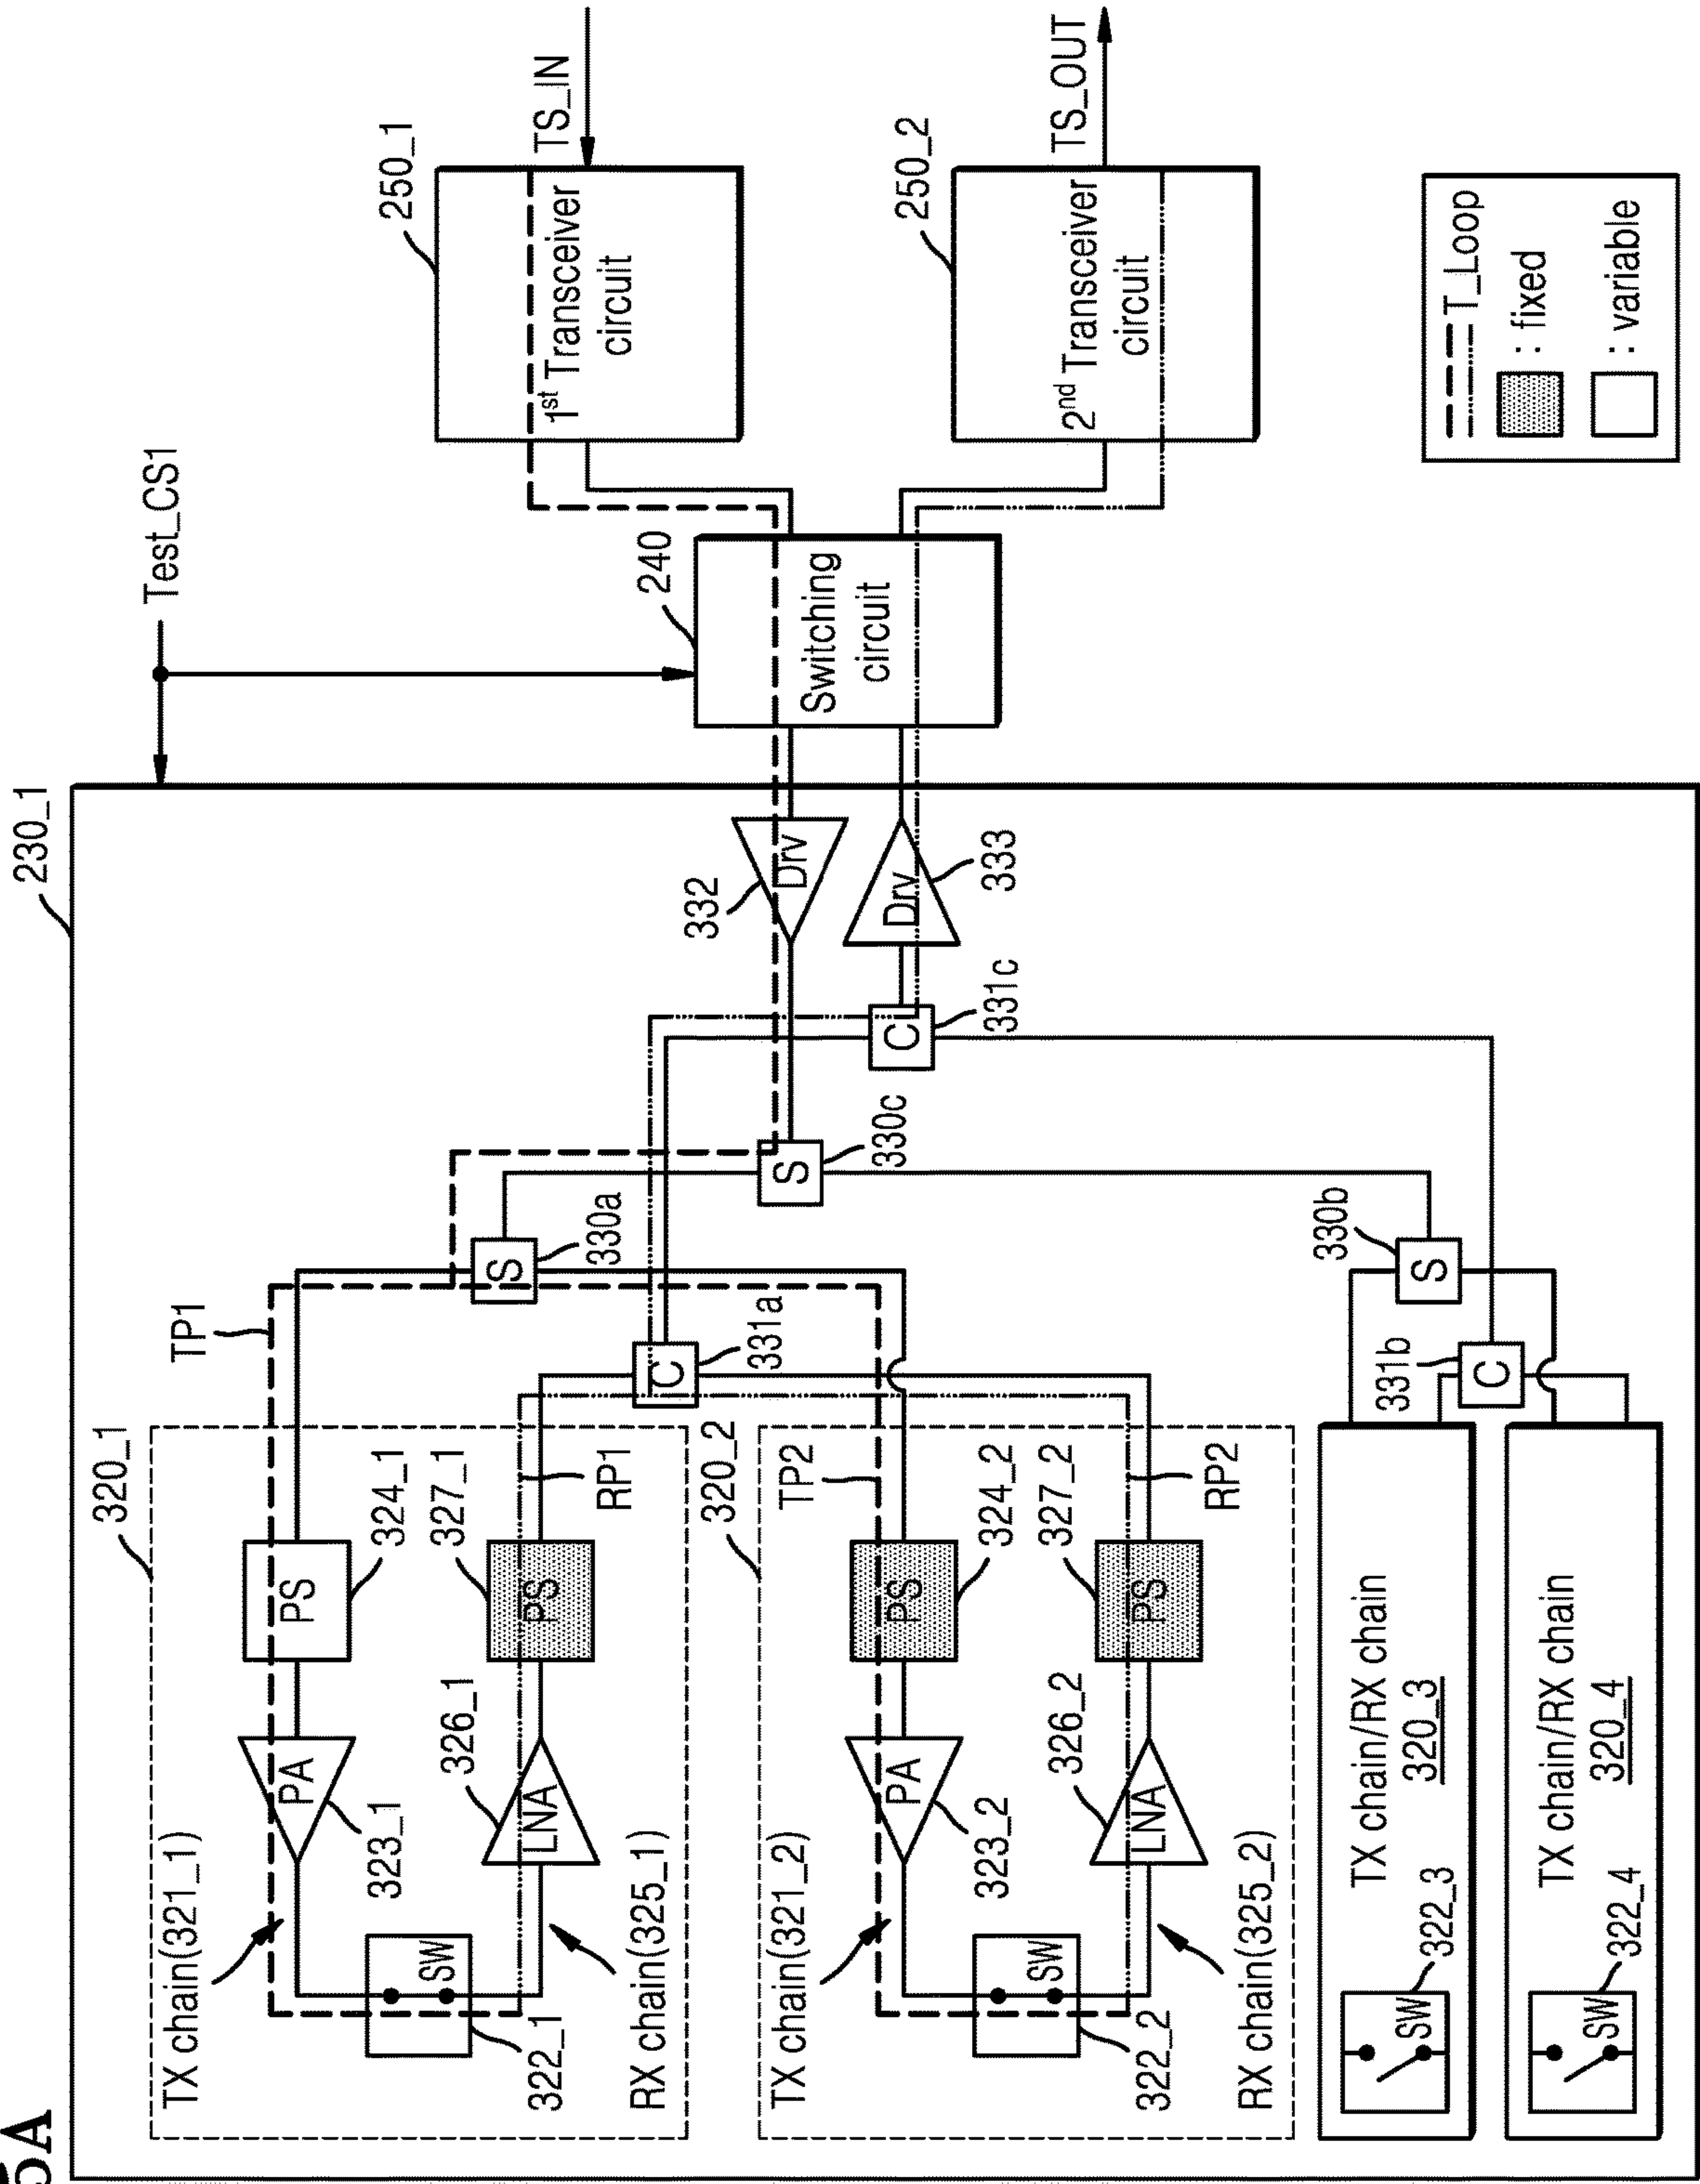 5A
230_1
Test_CS1
320_1
TX chain(321_1)
PA
323_1
PS
324_1
TP1
SW
322_1
LNA
326_1
PS
327_1
RP1
RX chain(325_1)
S
330a
C
331a
320_2
TX chain(321_2)
PA
323_2
PS
324_2
TP2
SW
322_2
LNA
326_2
PS
327_2
RP2
RX chain(325_2)
S
330c
C
331c
332
Drv
Drv
333
240
Switching
circuit
250_1
1st Transceiver
circuit
TS_IN
250_2
2nd Transceiver
circuit
TS_OUT
TX chain/RX chain
320_3
SW
322_3
TX chain/RX chain
320_4
SW
322_4
331b
C
330b
S
T_Loop
: fixed
: variable